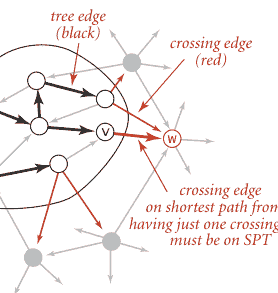 tree edge
(black)
crossing edge
(red)
v
w
crossing edge
on shortest path from
having just one crossing
must be on SPT